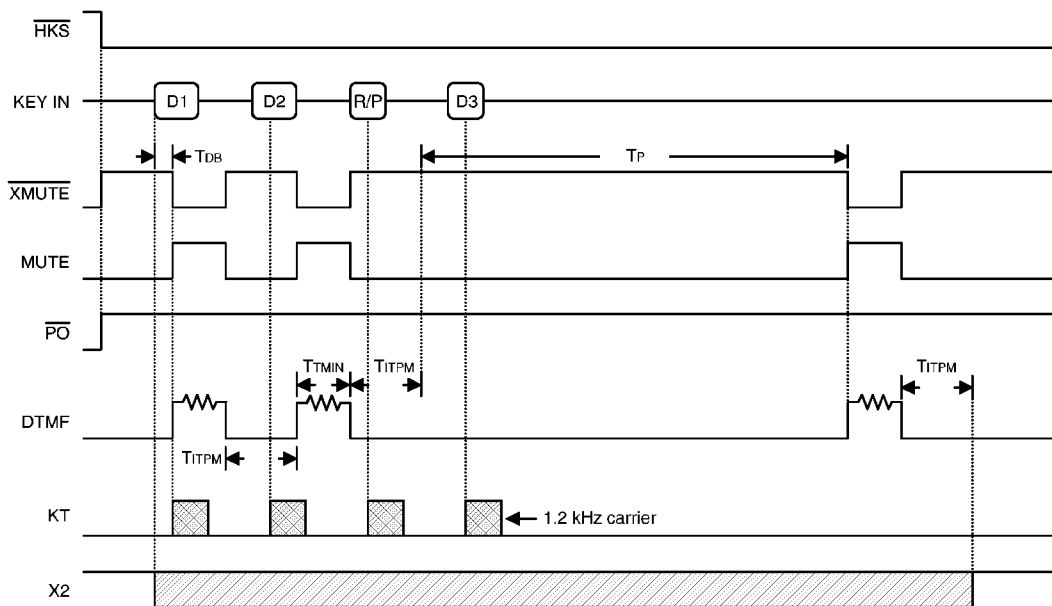 HKS
KEY IN
D1
D2
R/P
D3
TDB
TP
XMUTE
MUTE
PO
TTMIN
TITPM
TITPM
DTMF
TITPM
KT
1.2 kHz carrier
X2